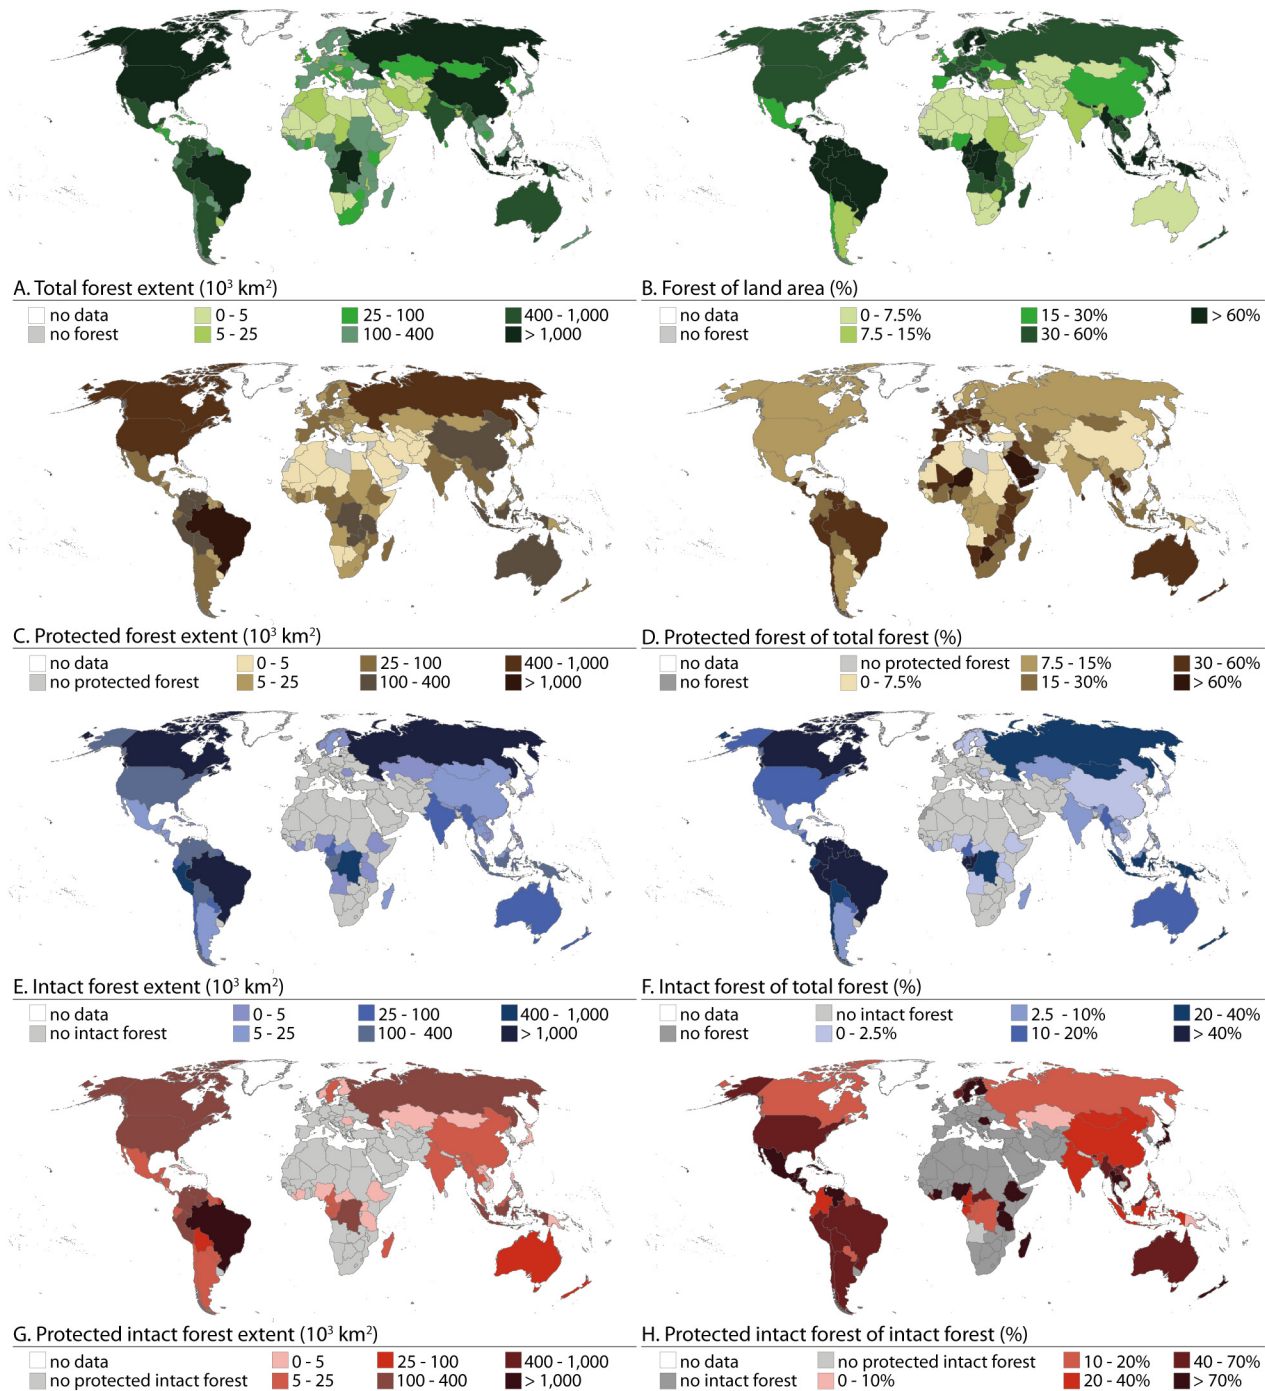 A. Total forest extent (10³ km²)
no data 0 - 5 25 - 100 400 - 1,000
no forest 5 - 25 100 - 400 > 1,000
B. Forest of land area (%)
no data 0 - 7.5% 15 - 30% > 60%
no forest 7.5 - 15% 30 - 60%
C. Protected forest extent (10³ km²)
no data 0 - 5 25 - 100 400 - 1,000
no protected forest 5 - 25 100 - 400 > 1,000
D. Protected forest of total forest (%)
no data no protected forest 7.5 - 15% 30 - 60%
no forest 0 - 7.5% 15 - 30% > 60%
E. Intact forest extent (10³ km²)
no data 0 - 5 25 - 100 400 - 1,000
no intact forest 5 - 25 100 - 400 > 1,000
F. Intact forest of total forest (%)
no data no intact forest 2.5 - 10% 20 - 40%
no forest 0 - 2.5% 10 - 20% > 40%
G. Protected intact forest extent (10³ km²)
no data 0 - 5 25 - 100 400 - 1,000
no protected intact forest 5 - 25 100 - 400 > 1,000
H. Protected intact forest of intact forest (%)
no data no protected intact forest 10 - 20% 40 - 70%
no intact forest 0 - 10% 20 - 40% > 70%